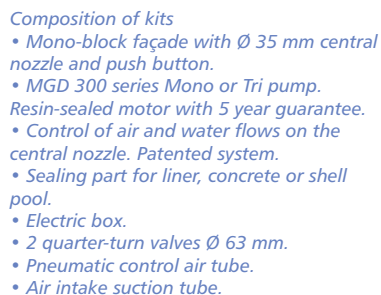 Composition of kits
• Mono-block façade with Ø 35 mm central
nozzle and push button.
• MGD 300 series Mono or Tri pump.
Resin-sealed motor with 5 year guarantee.
• Control of air and water flows on the
central nozzle. Patented system.
• Sealing part for liner, concrete or shell
pool.
• Electric box.
• 2 quarter-turn valves Ø 63 mm.
• Pneumatic control air tube.
• Air intake suction tube.